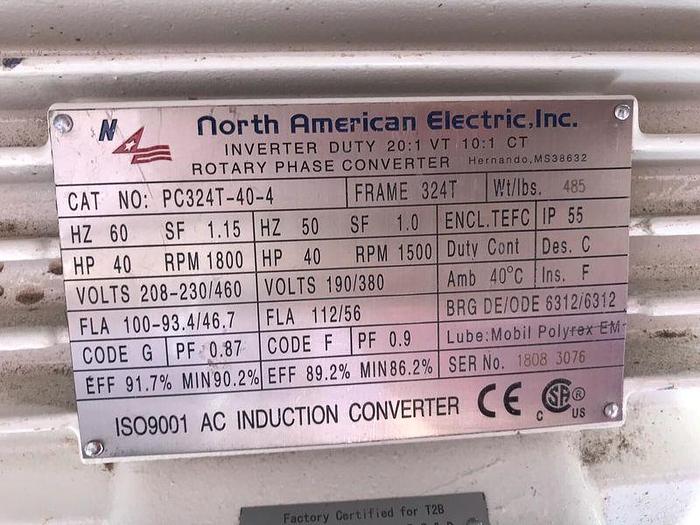 N North American Electric,Inc.
INVERTER DUTY 20:1 VT 10:1 CT
ROTARY PHASE CONVERTER Hernando,MS38632
CAT NO: PC324T-40-4 FRAME 324T Wt/lbs. 485
HZ 60 SF 1.15 HZ 50 SF 1.0 ENCL.TEFC IP 55
HP 40 RPM 1800 HP 40 RPM 1500 Duty Cont Des. C
VOLTS 208-230/460 VOLTS 190/380 Amb 40°C Ins. F
FLA 100-93.4/46.7 FLA 112/56 BRG DE/ODE 6312/6312
CODE G PF 0.87 CODE F PF 0.9 Lube:Mobil Polyrex EM
EFF 91.7% MIN90.2% EFF 89.2% MIN86.2% SER No. 1808 3076
ISO9001 AC INDUCTION CONVERTER CE C SA ® US
Factory Certified for T2B